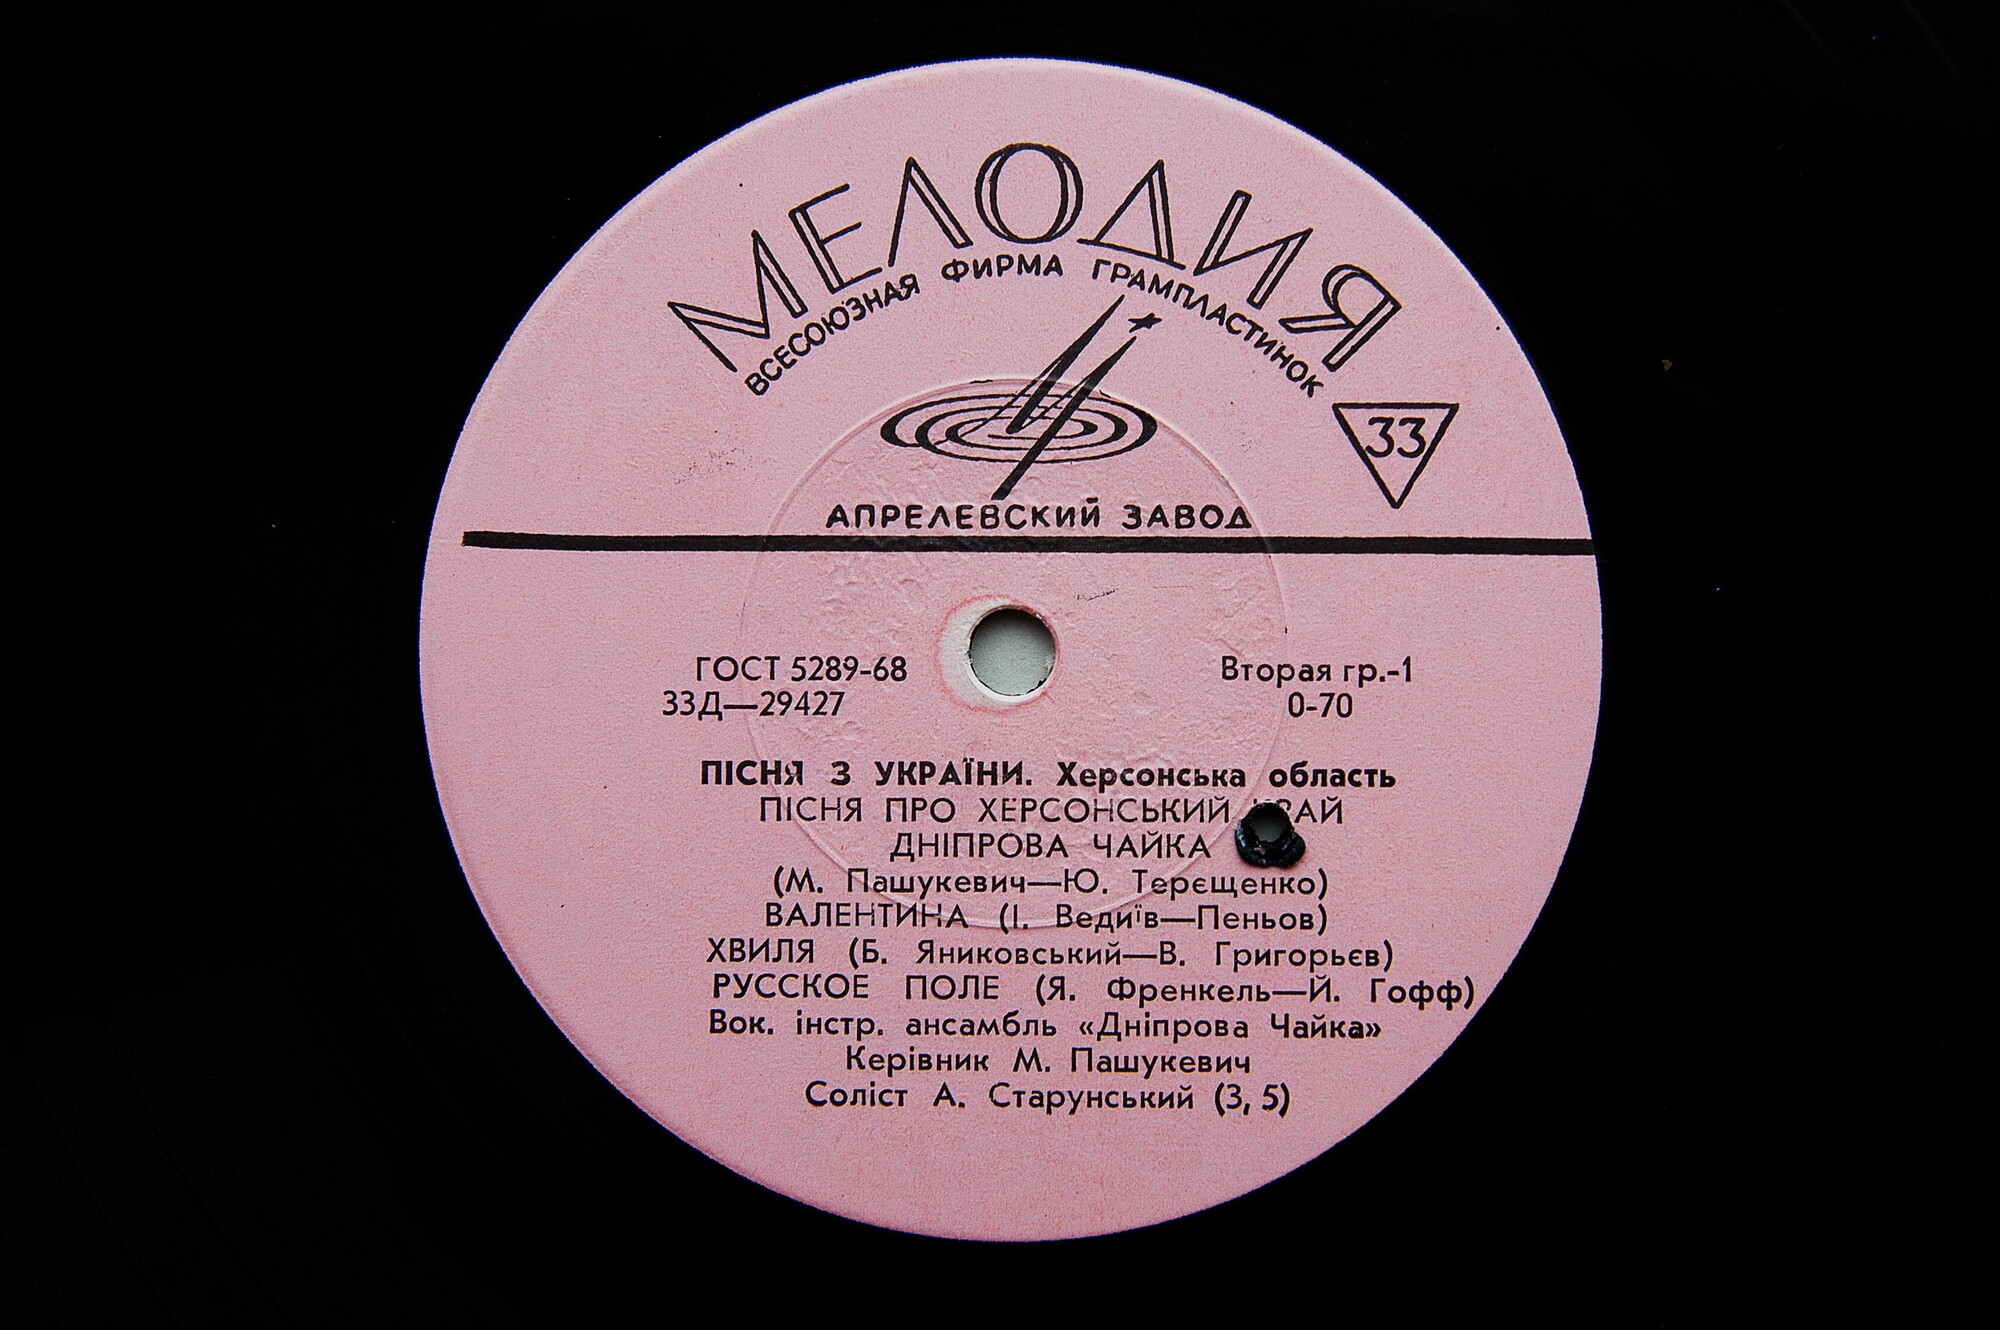 МЕЛОДИЯ
ВСЕСОЮЗНАЯ ФИРМА ГРАМПЛАСТИНОК
33
АПРЕЛЕВСКИЙ ЗАВОД
ГОСТ 5289-68 Вторая гр.-1
33Д—29427 0-70
ПІСНЯ З УКРАЇНИ. Херсонська область
ПІСНЯ ПРО ХЕРСОНСЬКИЙ КРАЙ
ДНІПРОВА ЧАЙКА
(М. Пашукевич—Ю. Терєщенко)
ВАЛЕНТИНА (І. Ведиїв—Пеньов)
ХВИЛЯ (Б. Яниковський—В. Григорьєв)
РУССКОЕ ПОЛЕ (Я. Френкель—Й. Гофф)
Вок. інстр. ансамбль «Дніпрова Чайка»
Керівник М. Пашукевич
Соліст А. Старунський (3, 5)